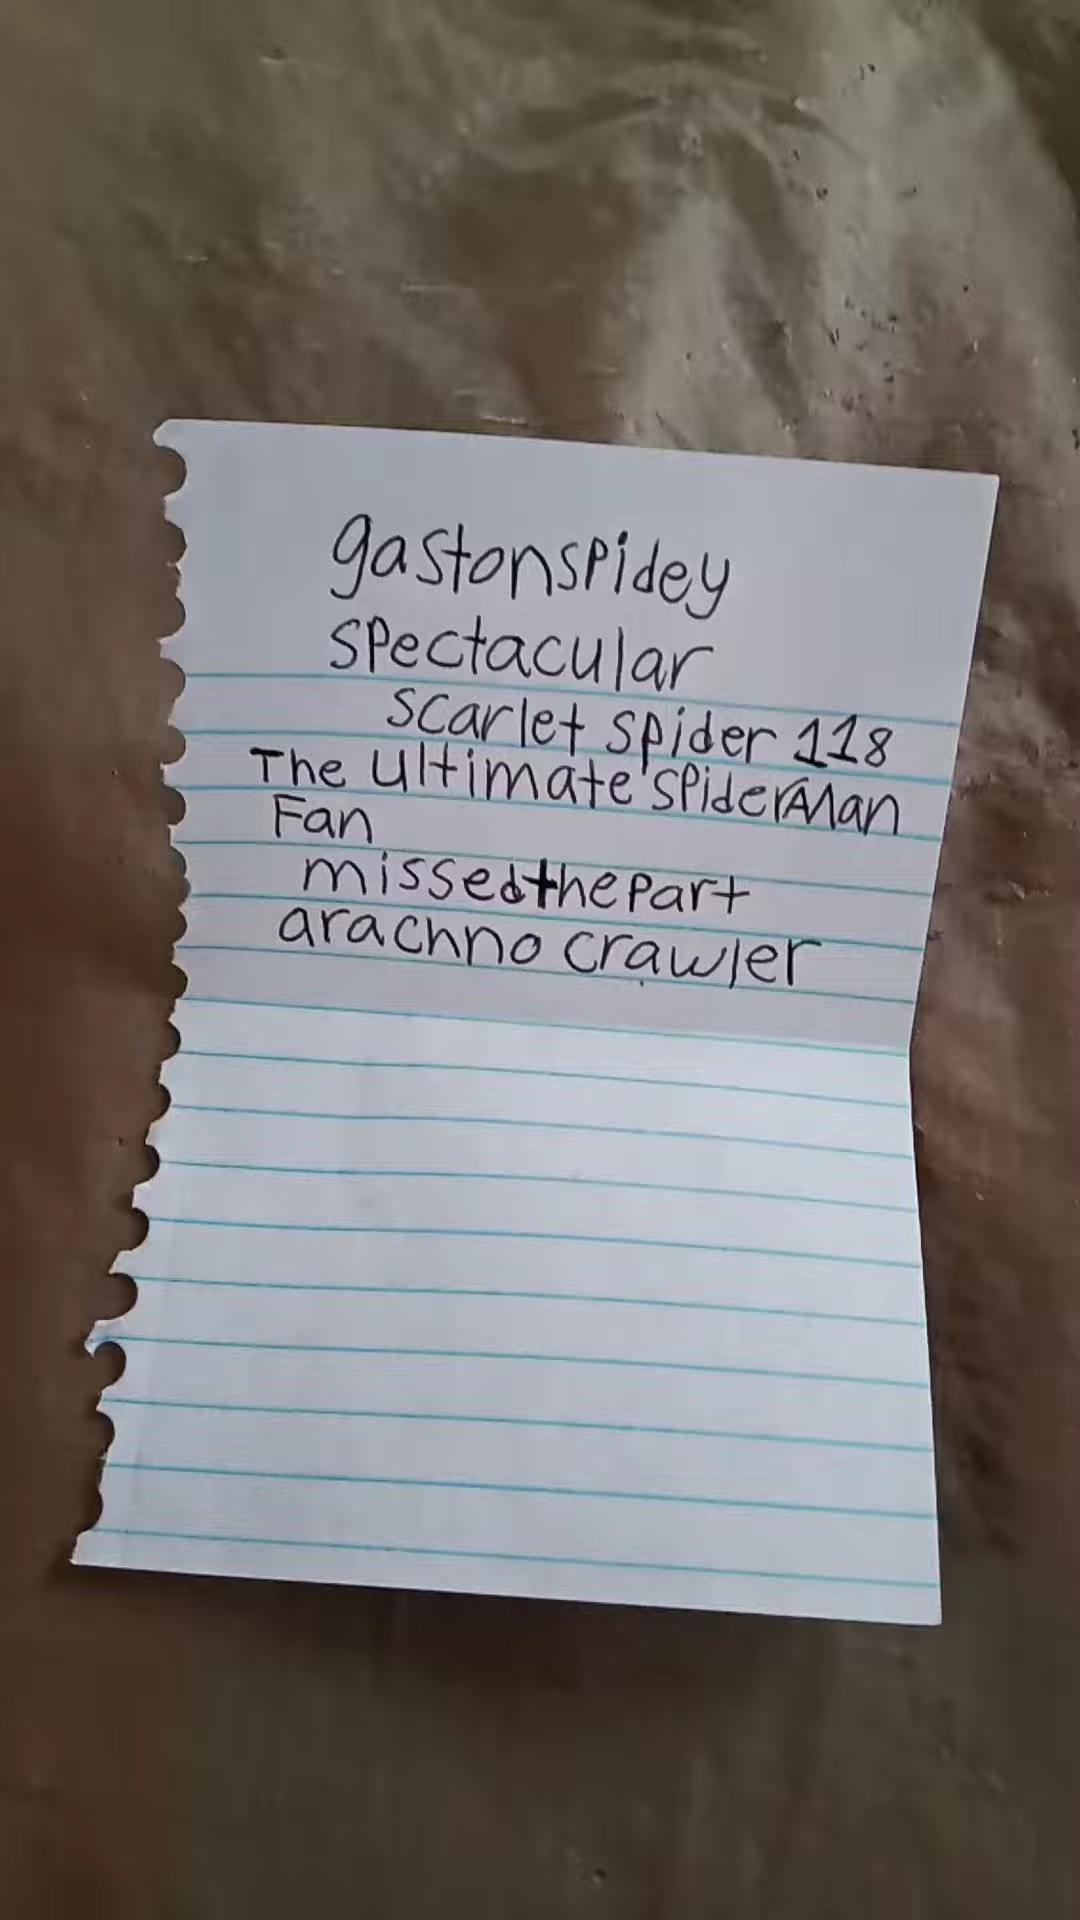 gastonspidey
spectacular
scarlet spider 118
The ultimate spiderman
Fan
missedthepart
arachno crawler